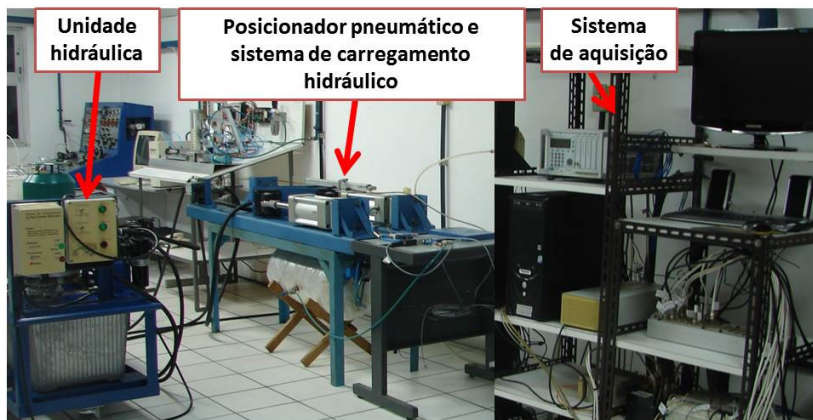 Unidade
hidráulica
Posicionador pneumático e
sistema de carregamento
hidráulico
Sistema
de aquisição